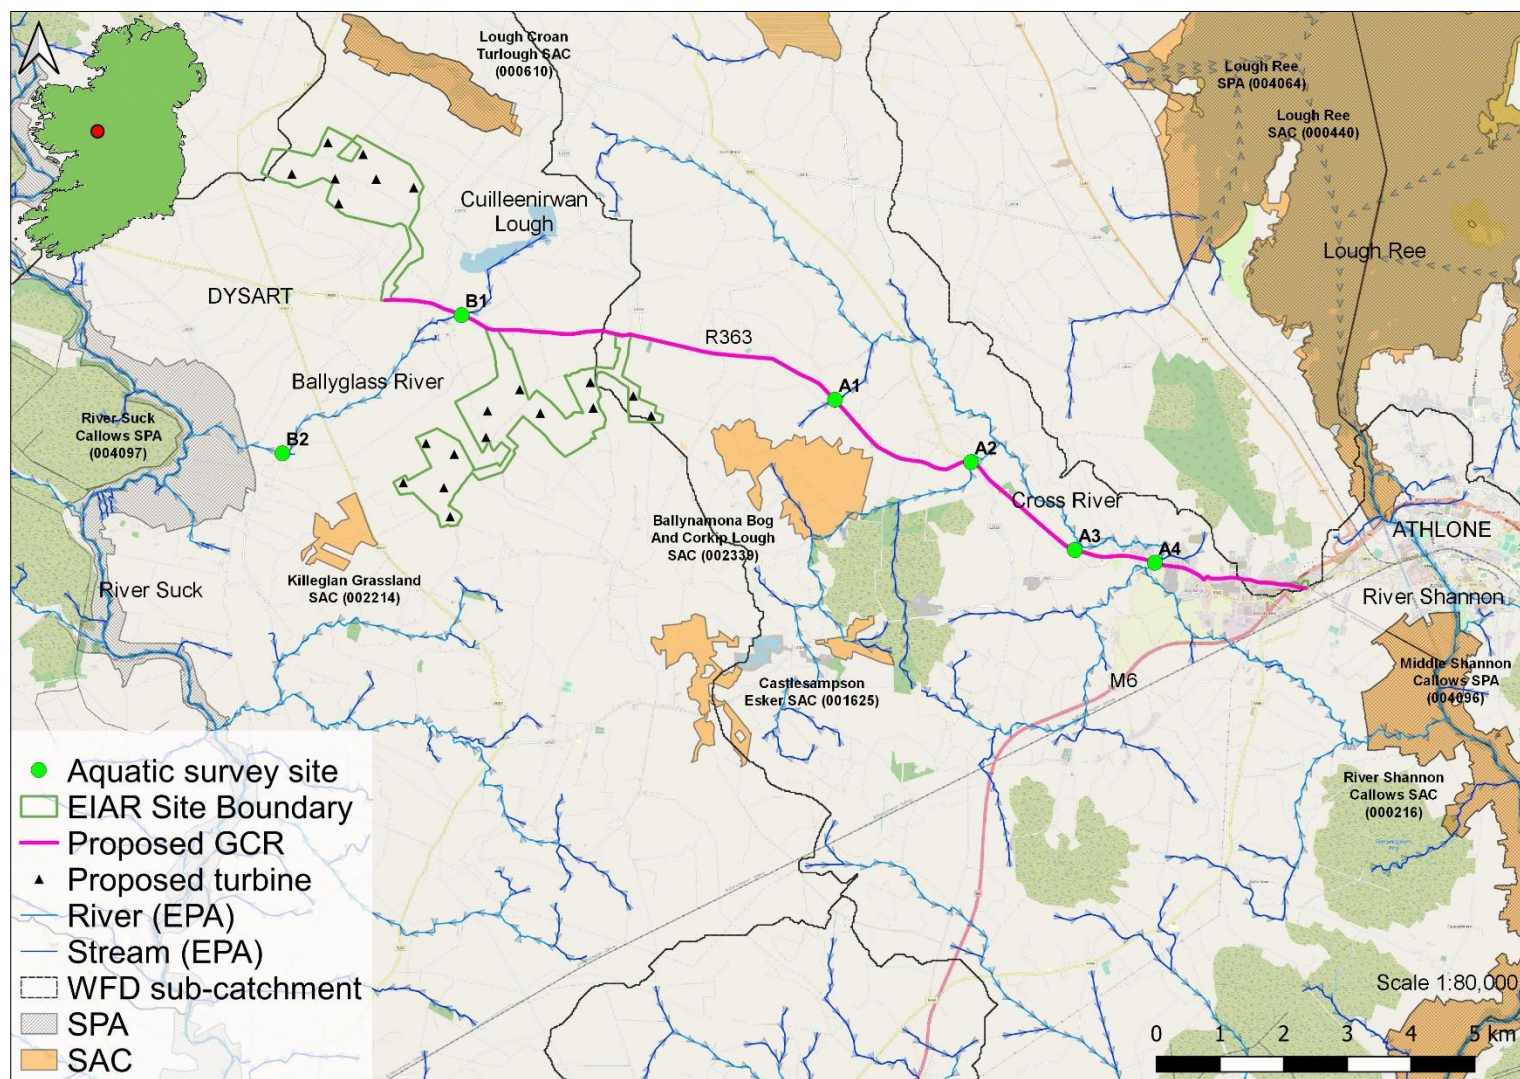 Lough Croan
Turlough SAC
(000610)
Lough Ree
SPA (004064)
Lough Ree
SAC (000440)
Cuilleenirwan
Lough
Lough Ree
DYSART
B1
R363
Ballyglass River
A1
River Suck
Callows SPA
(004097)
B2
A2
Cross River
Ballynamona Bog
And Corkip Lough
SAC (002339)
A3
A4
ATHLONE
Killeglan Grassland
SAC (002214)
River Suck
River Shannon
Castlesampson
Esker SAC (001625)
M6
Middle Shannon
Callows SPA
(004096)
River Shannon
Callows SAC
(000216)
Aquatic survey site
EIAR Site Boundary
Proposed GCR
Proposed turbine
River (EPA)
Stream (EPA)
WFD sub-catchment
SPA
SAC
Scale 1:80,000
0 1 2 3 4 5 km